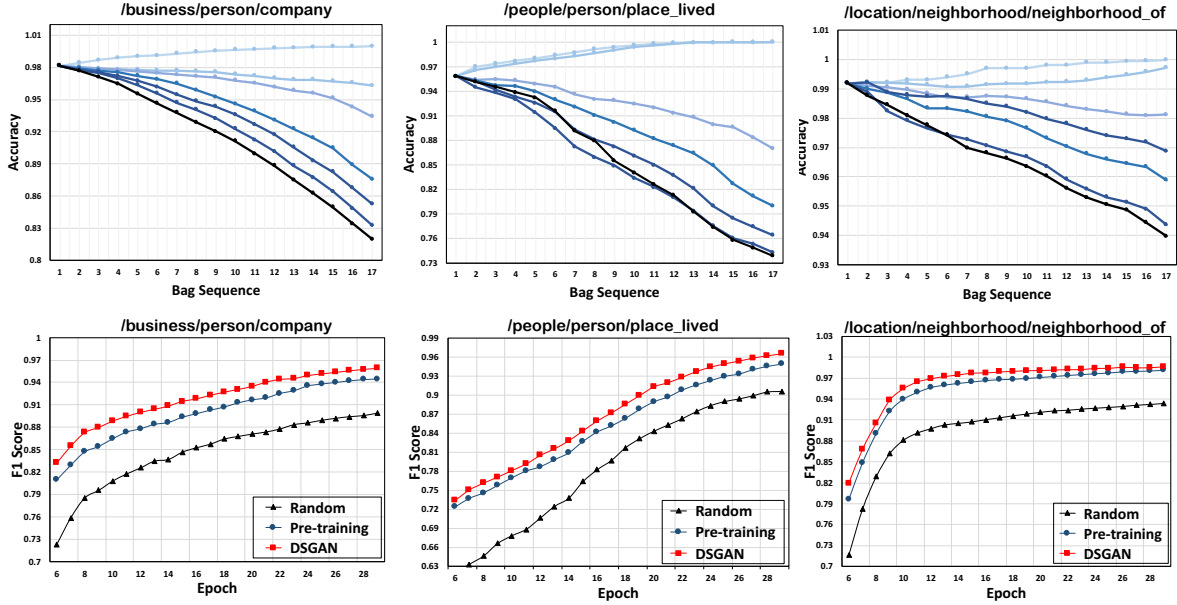 /business/person/company
/people/person/place_lived
/location/neighborhood/neighborhood_of
1.01
0.98
0.95
0.92
0.89
0.86
0.83
0.8
Accuracy
1 2 3 4 5 6 7 8 9 10 11 12 13 14 15 16 17
Bag Sequence
1
0.97
0.94
0.91
0.88
0.85
0.82
0.79
0.76
0.73
Accuracy
1 2 3 4 5 6 7 8 9 10 11 12 13 14 15 16 17
Bag Sequence
1.01
1
0.99
0.98
0.97
0.96
0.95
0.94
0.93
Accuracy
1 2 3 4 5 6 7 8 9 10 11 12 13 14 15 16 17
Bag Sequence
/business/person/company
/people/person/place_lived
/location/neighborhood/neighborhood_of
1
0.97
0.94
0.91
0.88
0.85
0.82
0.79
0.76
0.73
0.7
F1 Score
6 8 10 12 14 16 18 20 22 24 26 28
Epoch
Random
Pre-training
DSGAN
0.99
0.96
0.93
0.9
0.87
0.84
0.81
0.78
0.75
0.72
0.69
0.66
0.63
F1 Score
6 8 10 12 14 16 18 20 22 24 26 28
Epoch
Random
Pre-training
DSGAN
1.03
1
0.97
0.94
0.91
0.88
0.85
0.82
0.79
0.76
0.73
0.7
F1 Score
6 8 10 12 14 16 18 20 22 24 26 28
Epoch
Random
Pre-training
DSGAN